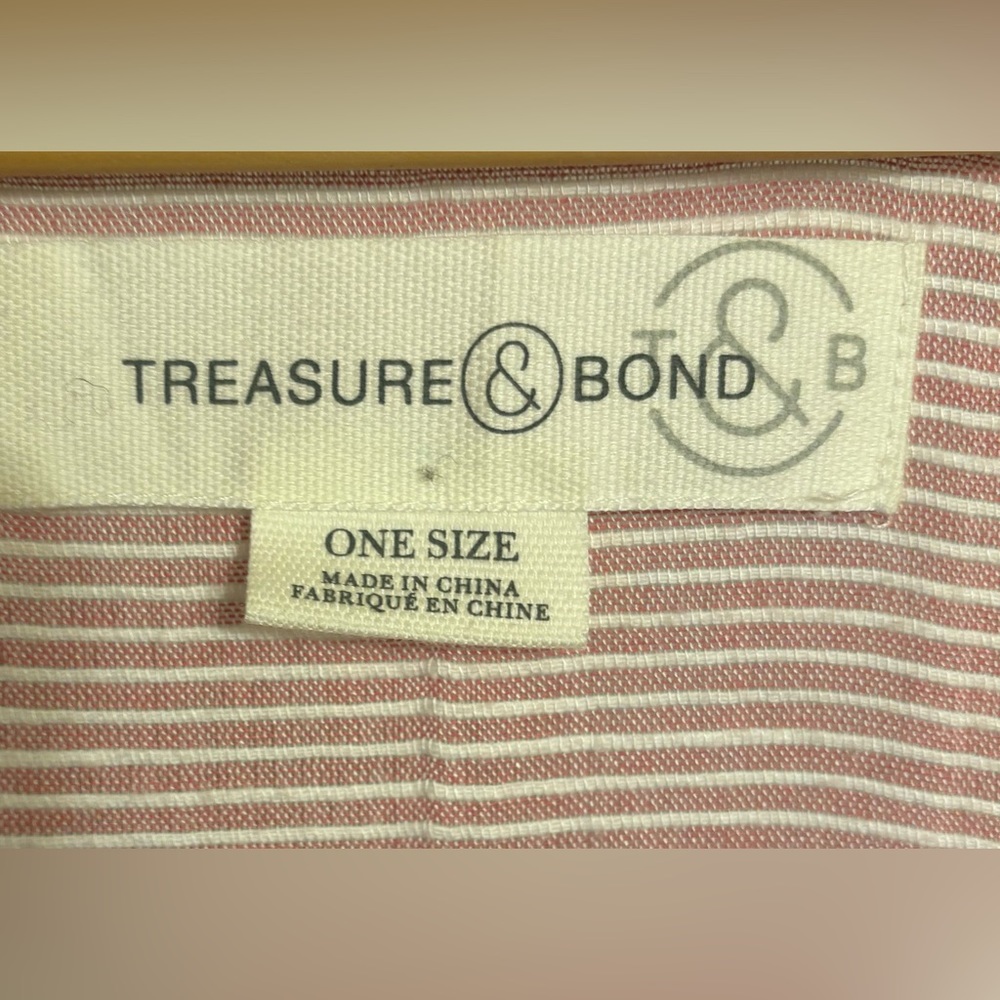 TREASURE & BOND
T & B
ONE SIZE
MADE IN CHINA
FABRIQUÉ EN CHINE